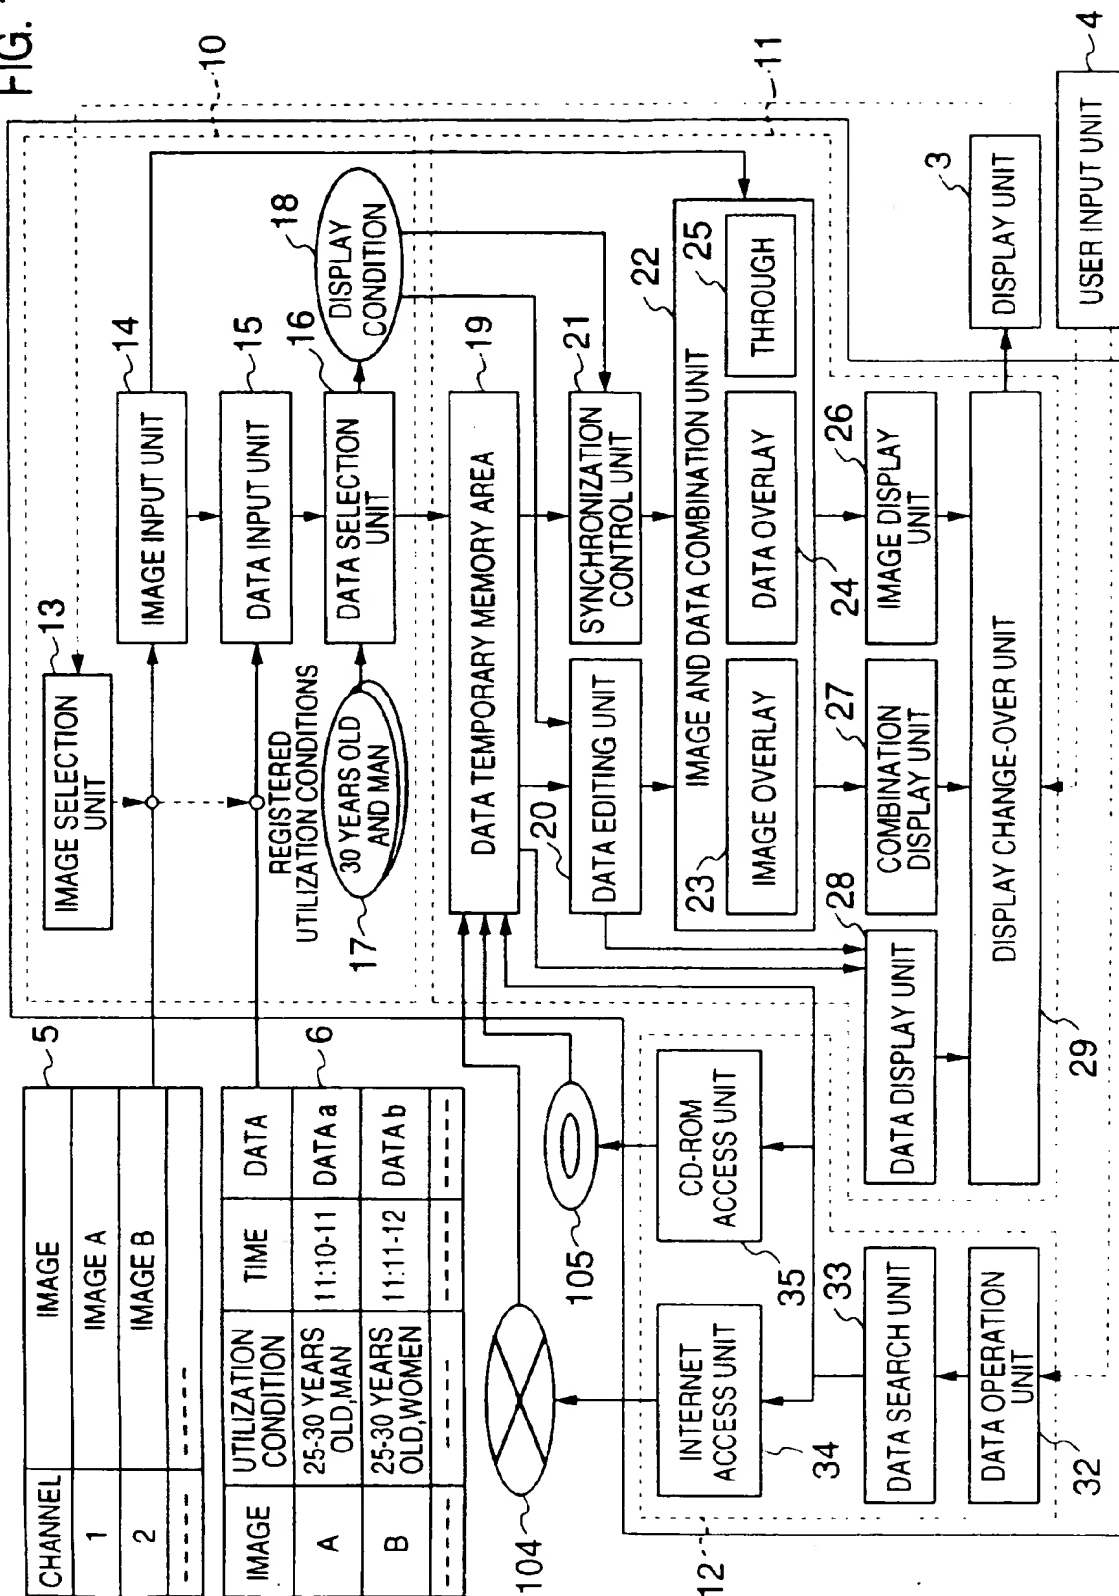 FIG.
5
CHANNEL
IMAGE
1
IMAGE A
2
IMAGE B
6
IMAGE
UTILIZATION
CONDITION
TIME
DATA
A
25-30 YEARS
OLD,MAN
11:10-11
DATA a
B
25-30 YEARS
OLD,WOMEN
11:11-12
DATA b
10
13
IMAGE SELECTION
UNIT
14
IMAGE INPUT UNIT
15
DATA INPUT UNIT
16
DATA SELECTION
UNIT
REGISTERED
UTILIZATION CONDITIONS
30 YEARS OLD
AND MAN
17
18
DISPLAY
CONDITION
11
19
DATA TEMPORARY MEMORY AREA
20
DATA EDITING UNIT
21
SYNCHRONIZATION
CONTROL UNIT
22
IMAGE AND DATA COMBINATION UNIT
23
IMAGE OVERLAY
24
DATA OVERLAY
25
THROUGH
26
IMAGE DISPLAY
UNIT
27
COMBINATION
DISPLAY UNIT
28
DATA DISPLAY UNIT
29
DISPLAY CHANGE-OVER UNIT
3
DISPLAY UNIT
4
USER INPUT UNIT
104
105
12
34
INTERNET
ACCESS UNIT
35
CD-ROM
ACCESS UNIT
33
DATA SEARCH UNIT
32
DATA OPERATION
UNIT